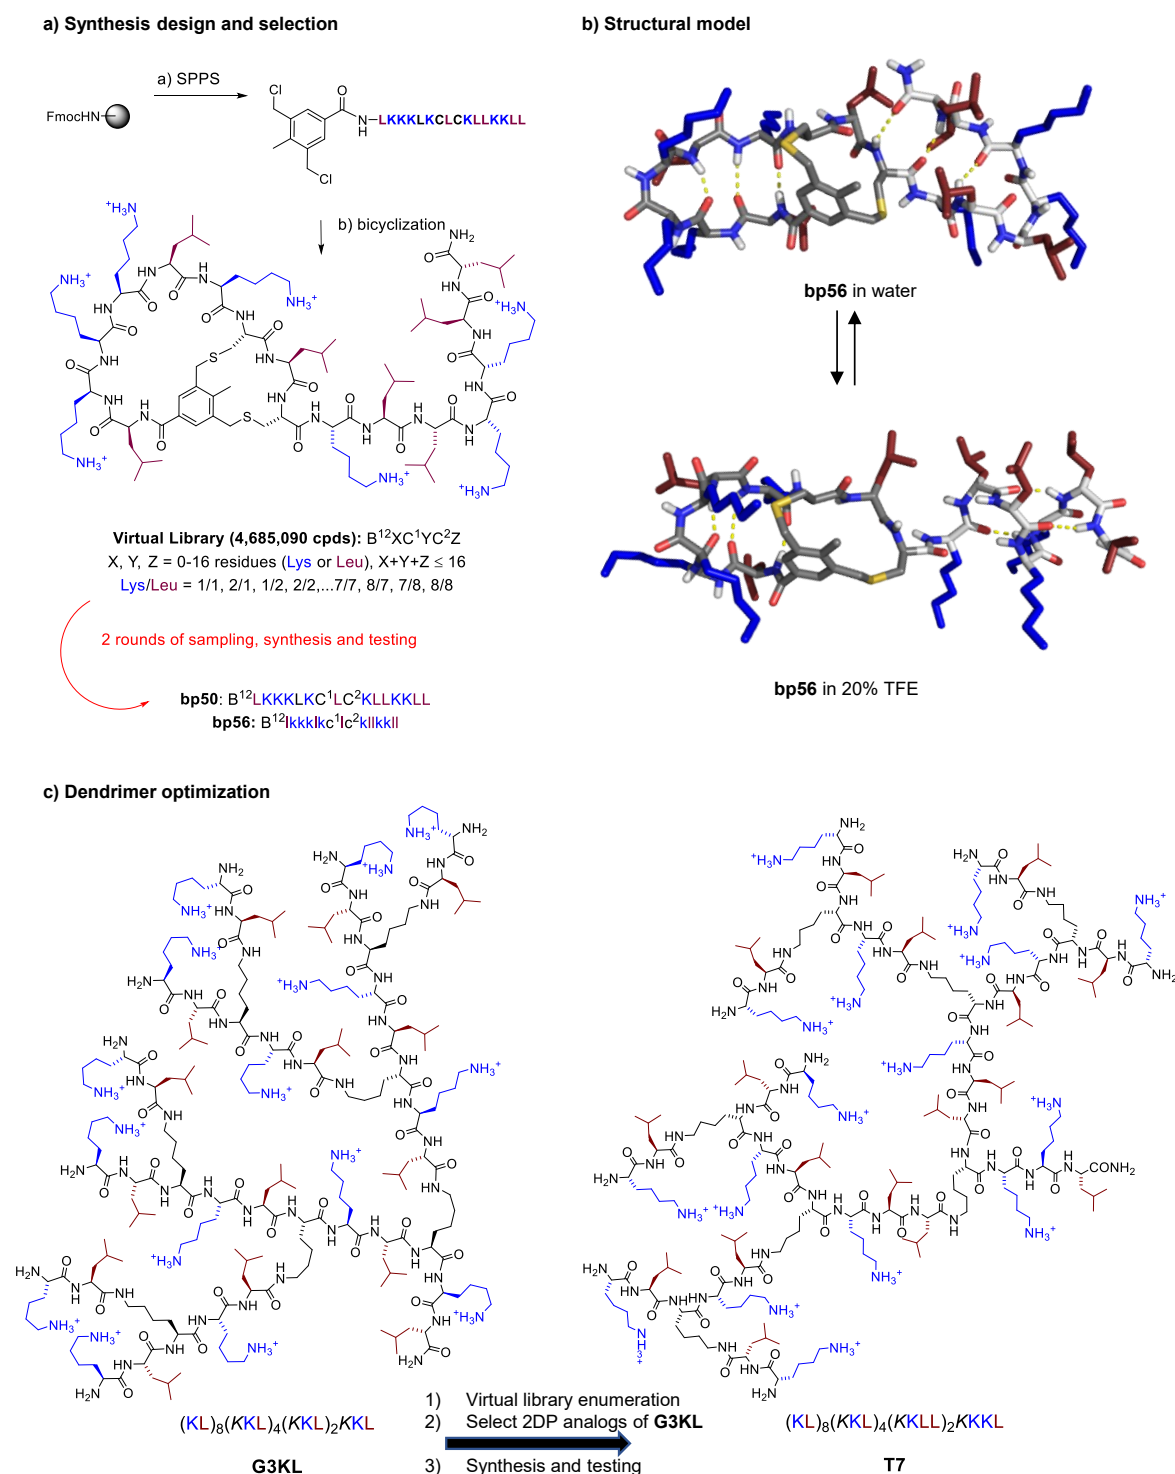 a) Synthesis design and selection
b) Structural model
a) SPPS
FmocHN
Cl
O
N
H
LKKKLKCLCKLLKKLL
Cl
b) bicyclization
bp56 in water
Virtual Library (4,685,090 cpds): B¹²XC¹YC²Z
X, Y, Z = 0-16 residues (Lys or Leu), X+Y+Z ≤ 16
Lys/Leu = 1/1, 2/1, 1/2, 2/2,...7/7, 8/7, 7/8, 8/8
2 rounds of sampling, synthesis and testing
bp50: B¹²LKKKLKC¹LC²KLLKKLL
bp56: B¹²lkkklkc¹lc²kllkkll
bp56 in 20% TFE
c) Dendrimer optimization
(KL)₈(KKL)₄(KKL)₂KKL
G3KL
1) Virtual library enumeration
2) Select 2DP analogs of G3KL
3) Synthesis and testing
(KL)₈(KKL)₄(KKLL)₂KKKL
T7